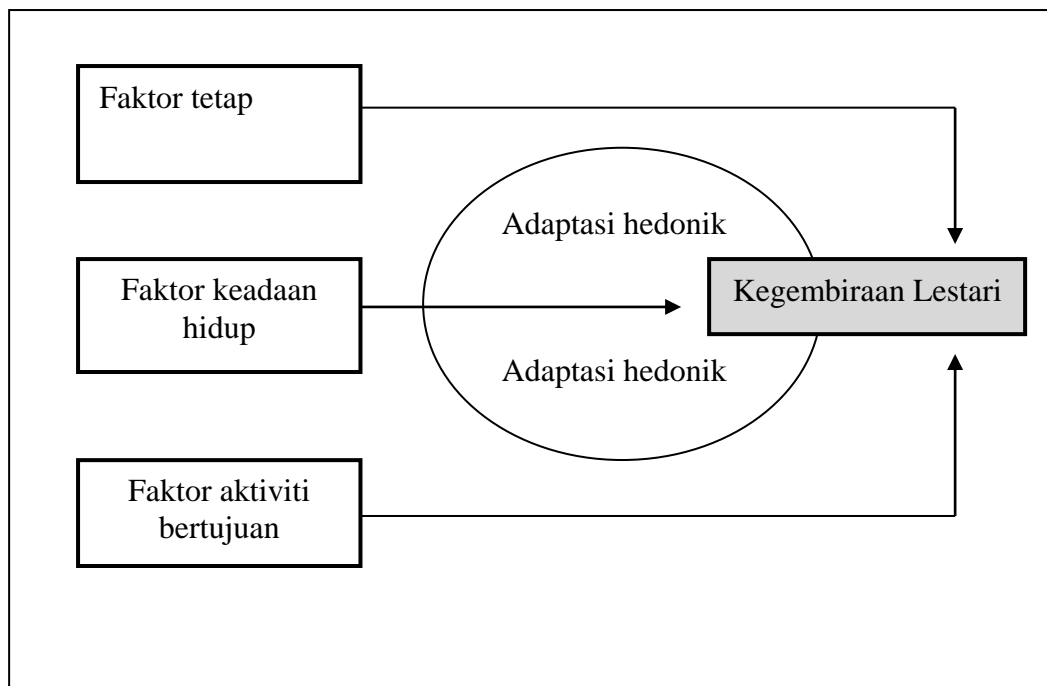 Faktor tetap
Adaptasi hedonik
Faktor keadaan
hidup
Kegembiraan Lestari
Adaptasi hedonik
Faktor aktiviti
bertujuan